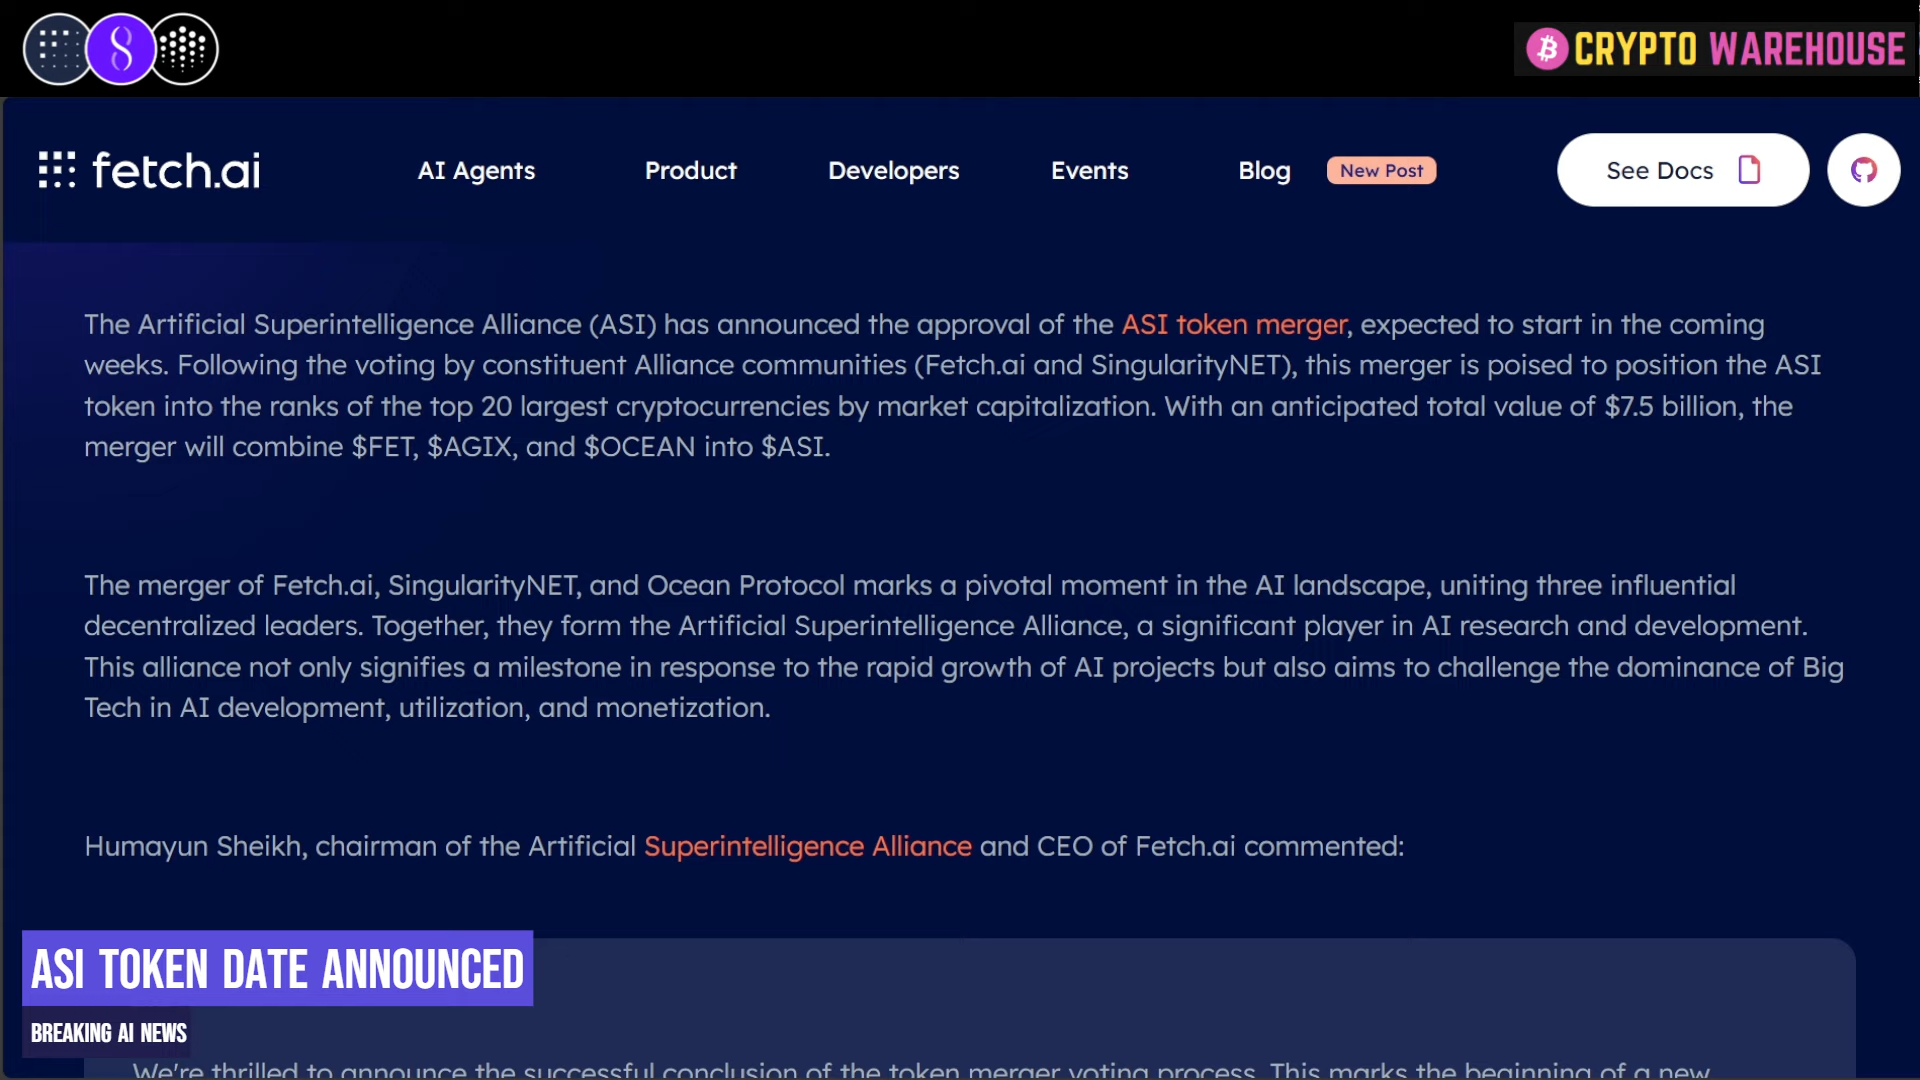 CRYPTO WAREHOUSE
fetch.ai
AI Agents
Product
Developers
Events
Blog
New Post
See Docs
The Artificial Superintelligence Alliance (ASI) has announced the approval of the ASI token merger, expected to start in the coming
weeks. Following the voting by constituent Alliance communities (Fetch.ai and SingularityNET), this merger is poised to position the ASI
token into the ranks of the top 20 largest cryptocurrencies by market capitalization. With an anticipated total value of $7.5 billion, the
merger will combine $FET, $AGIX, and $OCEAN into $ASI.
The merger of Fetch.ai, SingularityNET, and Ocean Protocol marks a pivotal moment in the AI landscape, uniting three influential
decentralized leaders. Together, they form the Artificial Superintelligence Alliance, a significant player in AI research and development.
This alliance not only signifies a milestone in response to the rapid growth of AI projects but also aims to challenge the dominance of Big
Tech in AI development, utilization, and monetization.
Humayun Sheikh, chairman of the Artificial Superintelligence Alliance and CEO of Fetch.ai commented:
ASI TOKEN DATE ANNOUNCED
BREAKING AI NEWS
We're thrilled to announce the successful conclusion of the token merger voting process. This marks the beginning of a new